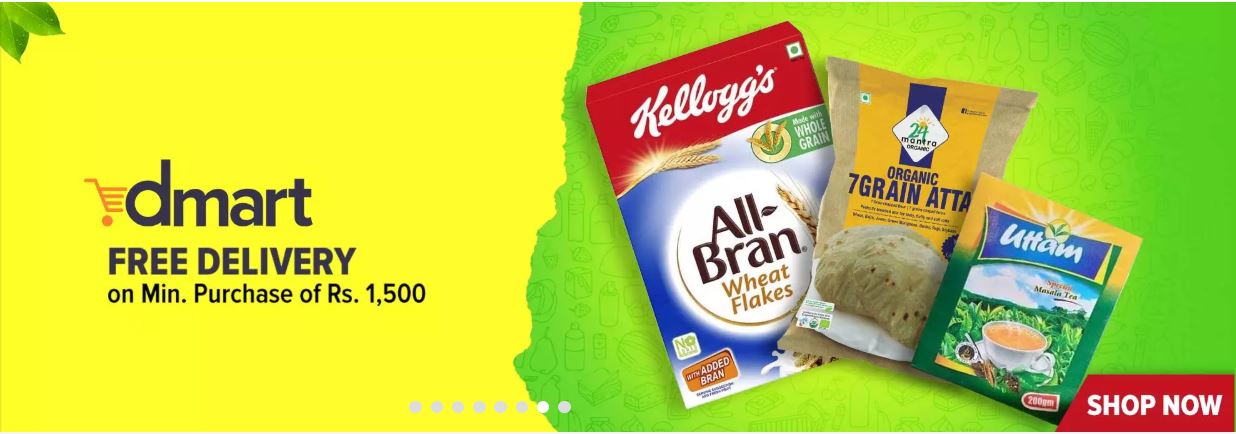 dmart
FREE DELIVERY
on Min. Purchase of Rs. 1,500
Kellogg's
Made with
WHOLE
GRAIN
All-
Bran®
Wheat
Flakes
WITH ADDED
BRAN
24
mantra
ORGANIC
ORGANIC
7GRAIN ATTA
Uttam
Special
Masala Tea
200gm
SHOP NOW